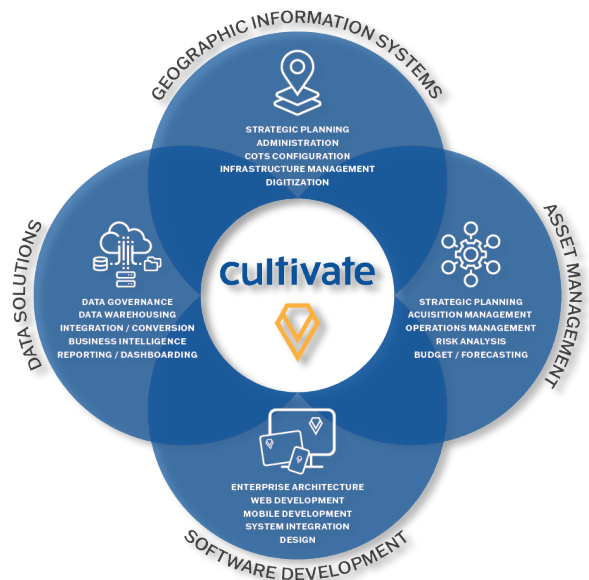 GEOGRAPHIC INFORMATION SYSTEMS
STRATEGIC PLANNING
ADMINISTRATION
COTS CONFIGURATION
INFRASTRUCTURE MANAGEMENT
DIGITIZATION
DATA SOLUTIONS
DATA GOVERNANCE
DATA WAREHOUSING
INTEGRATION / CONVERSION
BUSINESS INTELLIGENCE
REPORTING / DASHBOARDING
cultivate
ASSET MANAGEMENT
STRATEGIC PLANNING
ACUISITION MANAGEMENT
OPERATIONS MANAGEMENT
RISK ANALYSIS
BUDGET / FORECASTING
ENTERPRISE ARCHITECTURE
WEB DEVELOPMENT
MOBILE DEVELOPMENT
SYSTEM INTEGRATION
DESIGN
SOFTWARE DEVELOPMENT